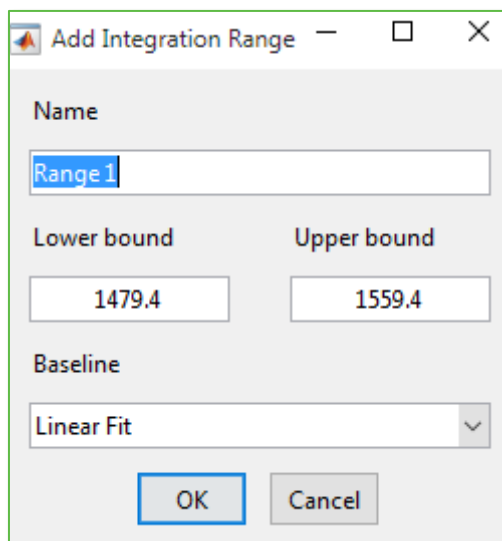 Add Integration Range
Name
Range 1
Lower bound Upper bound
1479.4 1559.4
Baseline
Linear Fit
OK Cancel